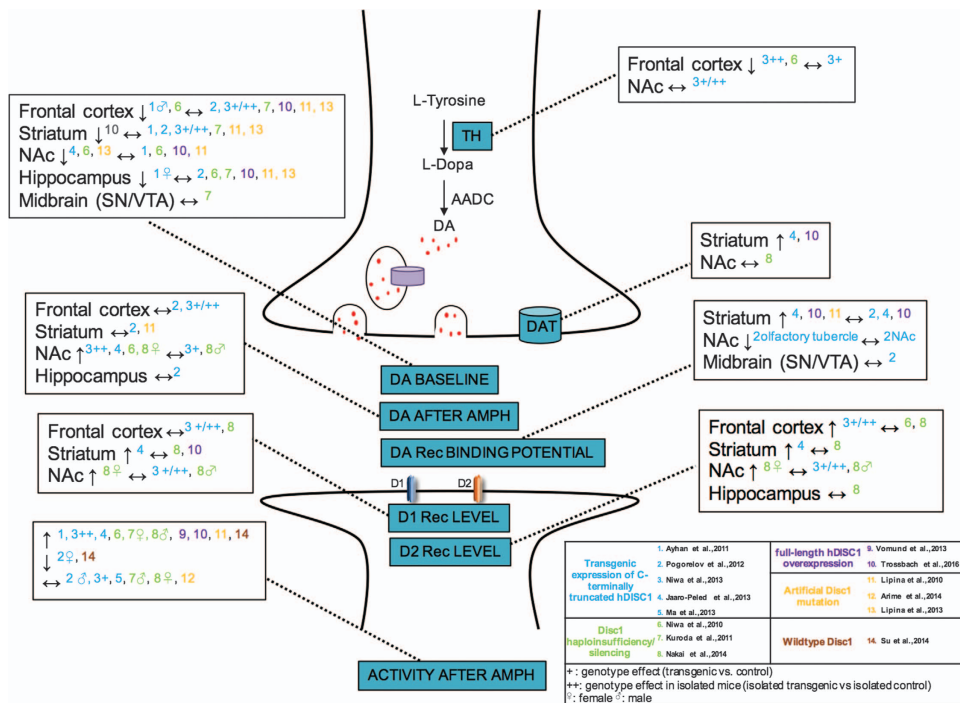 Frontal cortex ↓ 3++, 6 ↔ 3+
NAc ↔ 3+/++
Frontal cortex ↓ 1♂, 6 ↔ 2, 3+/++, 7, 10, 11, 13
Striatum ↓10 ↔ 1, 2, 3+/++, 7, 11, 13
NAc ↓ 4, 6, 13 ↔ 1, 6, 10, 11
Hippocampus ↓ 1♀ ↔ 2, 6, 7, 10, 11, 13
Midbrain (SN/VTA) ↔ 7
L-Tyrosine
TH
L-Dopa
AADC
DA
Striatum ↑ 4, 10
NAc ↔ 8
DAT
Frontal cortex ↔ 2, 3+/++
Striatum ↔ 2, 11
NAc ↑ 3++, 4, 6, 8♀ ↔ 3+, 8♂
Hippocampus ↔ 2
Striatum ↑ 4, 10, 11 ↔ 2, 4, 10
NAc ↓ 2olfactory tubercle ↔ 2NAc
Midbrain (SN/VTA) ↔ 2
DA BASELINE
DA AFTER AMPH
DA Rec BINDING POTENTIAL
Frontal cortex ↔ 3+/++, 8
Striatum ↑ 4 ↔ 8, 10
NAc ↑ 8♀ ↔ 3+/++, 8♂
Frontal cortex ↑ 3+/++ ↔ 6, 8
Striatum ↑ 4 ↔ 8
NAc ↑ 8♀ ↔ 3+/++, 8♂
Hippocampus ↔ 8
D1
D2
D1 Rec LEVEL
D2 Rec LEVEL
↑ 1, 3++, 4, 6, 7♀, 8♂, 9, 10, 11, 14
↓ 2♀, 14
↔ 2 ♂, 3+, 5, 7♂, 8♀, 12
ACTIVITY AFTER AMPH
Transgenic
expression of C-
terminally
truncated hDISC1
1. Ayhan et al.,2011
2. Pogorelov et al.,2012
3. Niwa et al.,2013
4. Jaaro-Peled et al.,2013
5. Ma et al.,2013
Disc1
haploinsufficiency/
silencing
6. Niwa et al.,2010
7. Kuroda et al.,2011
8. Nakai et al.,2014
full-length hDISC1
overexpression
9. Vomund et al.,2013
10. Trossbach et al.,2016
Artificial Disc1
mutation
11. Lipina et al.,2010
12. Arime et al.,2014
13. Lipina et al.,2013
Wildtype Disc1
14. Su et al.,2014
+ : genotype effect (transgenic vs. control)
++: genotype effect in isolated mice (isolated transgenic vs isolated control)
♀: female ♂: male